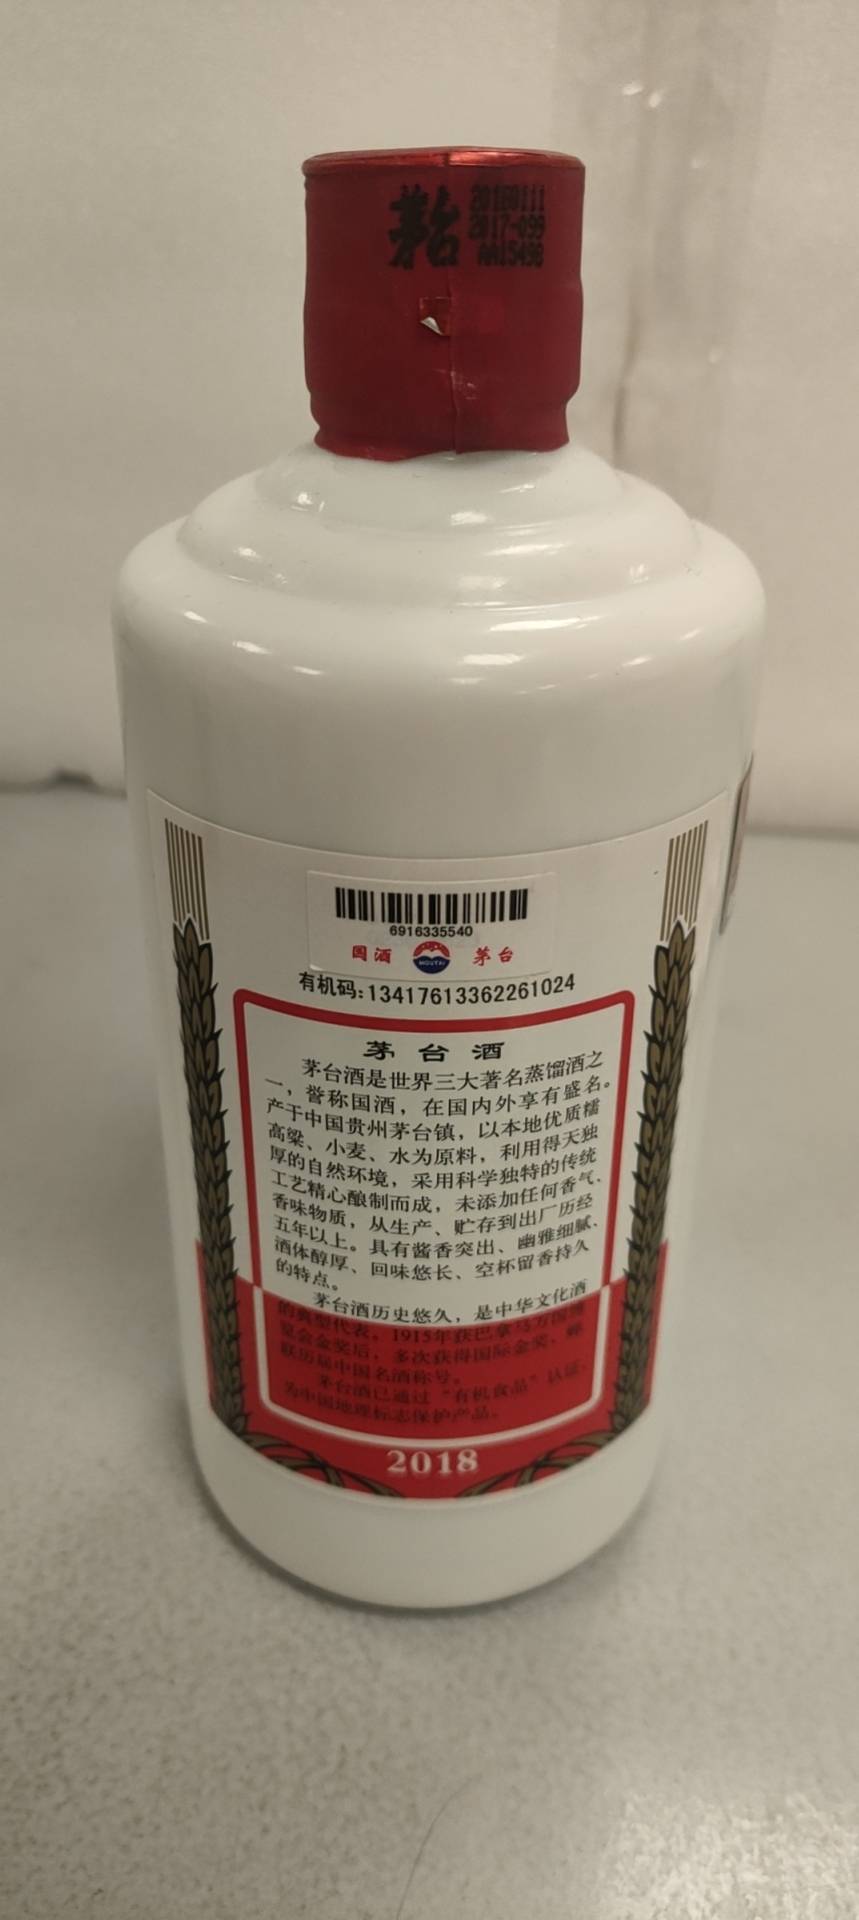 茅台
20180111
2017-099
AA15496
6916335540
国酒 MOUTAI 茅台
有机码:13417613362261024
茅台酒
茅台酒是世界三大著名蒸馏酒之
一，誉称国酒，在国内外享有盛名。
产于中国贵州茅台镇，以本地优质糯
高粱、小麦、水为原料，利用得天独
厚的自然环境，采用科学独特的传统
工艺精心酿制而成，未添加任何香气、
香味物质，从生产、贮存到出厂历经
五年以上。具有酱香突出、幽雅细腻、
酒体醇厚、回味悠长、空杯留香持久
的特点。
茅台酒历史悠久，是中华文化酒
的典型代表。1915年获巴拿马万国博
览会金奖后，多次获得国际金奖，蝉
联历届中国名酒称号。
茅台酒已通过“有机食品”认证，
为中国地理标志保护产品。
2018